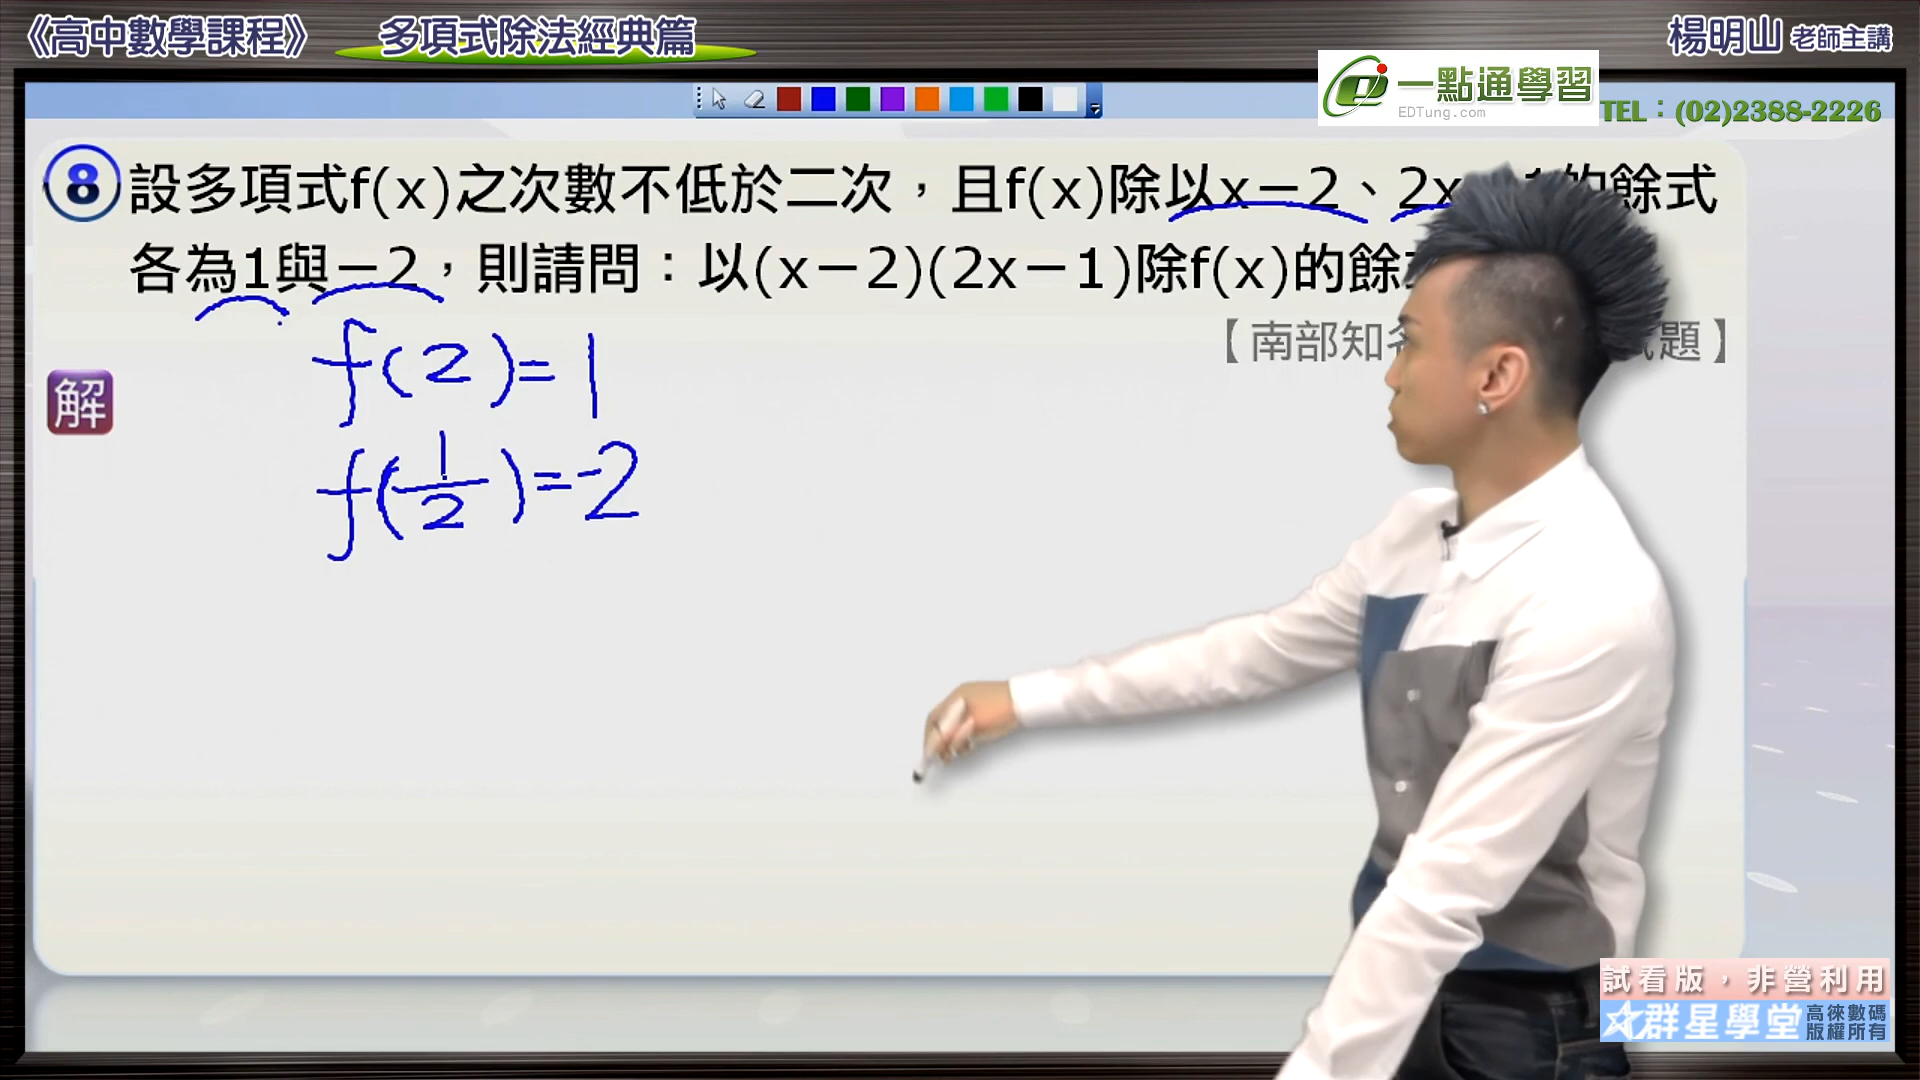 《高中數學課程》 多項式除法經典篇
楊明山 老師主講
一點通學習
EDTung.com
TEL:(02)2388-2226
8 設多項式f(x)之次數不低於二次,且f(x)除以x-2、2x 的餘式
各為1與-2,則請問:以(x-2)(2x-1)除f(x)的餘
【南部知 題】
解
f(2)=1
f(1/2)=-2
試看版,非營利用
群星學堂 高徠數碼
版權所有